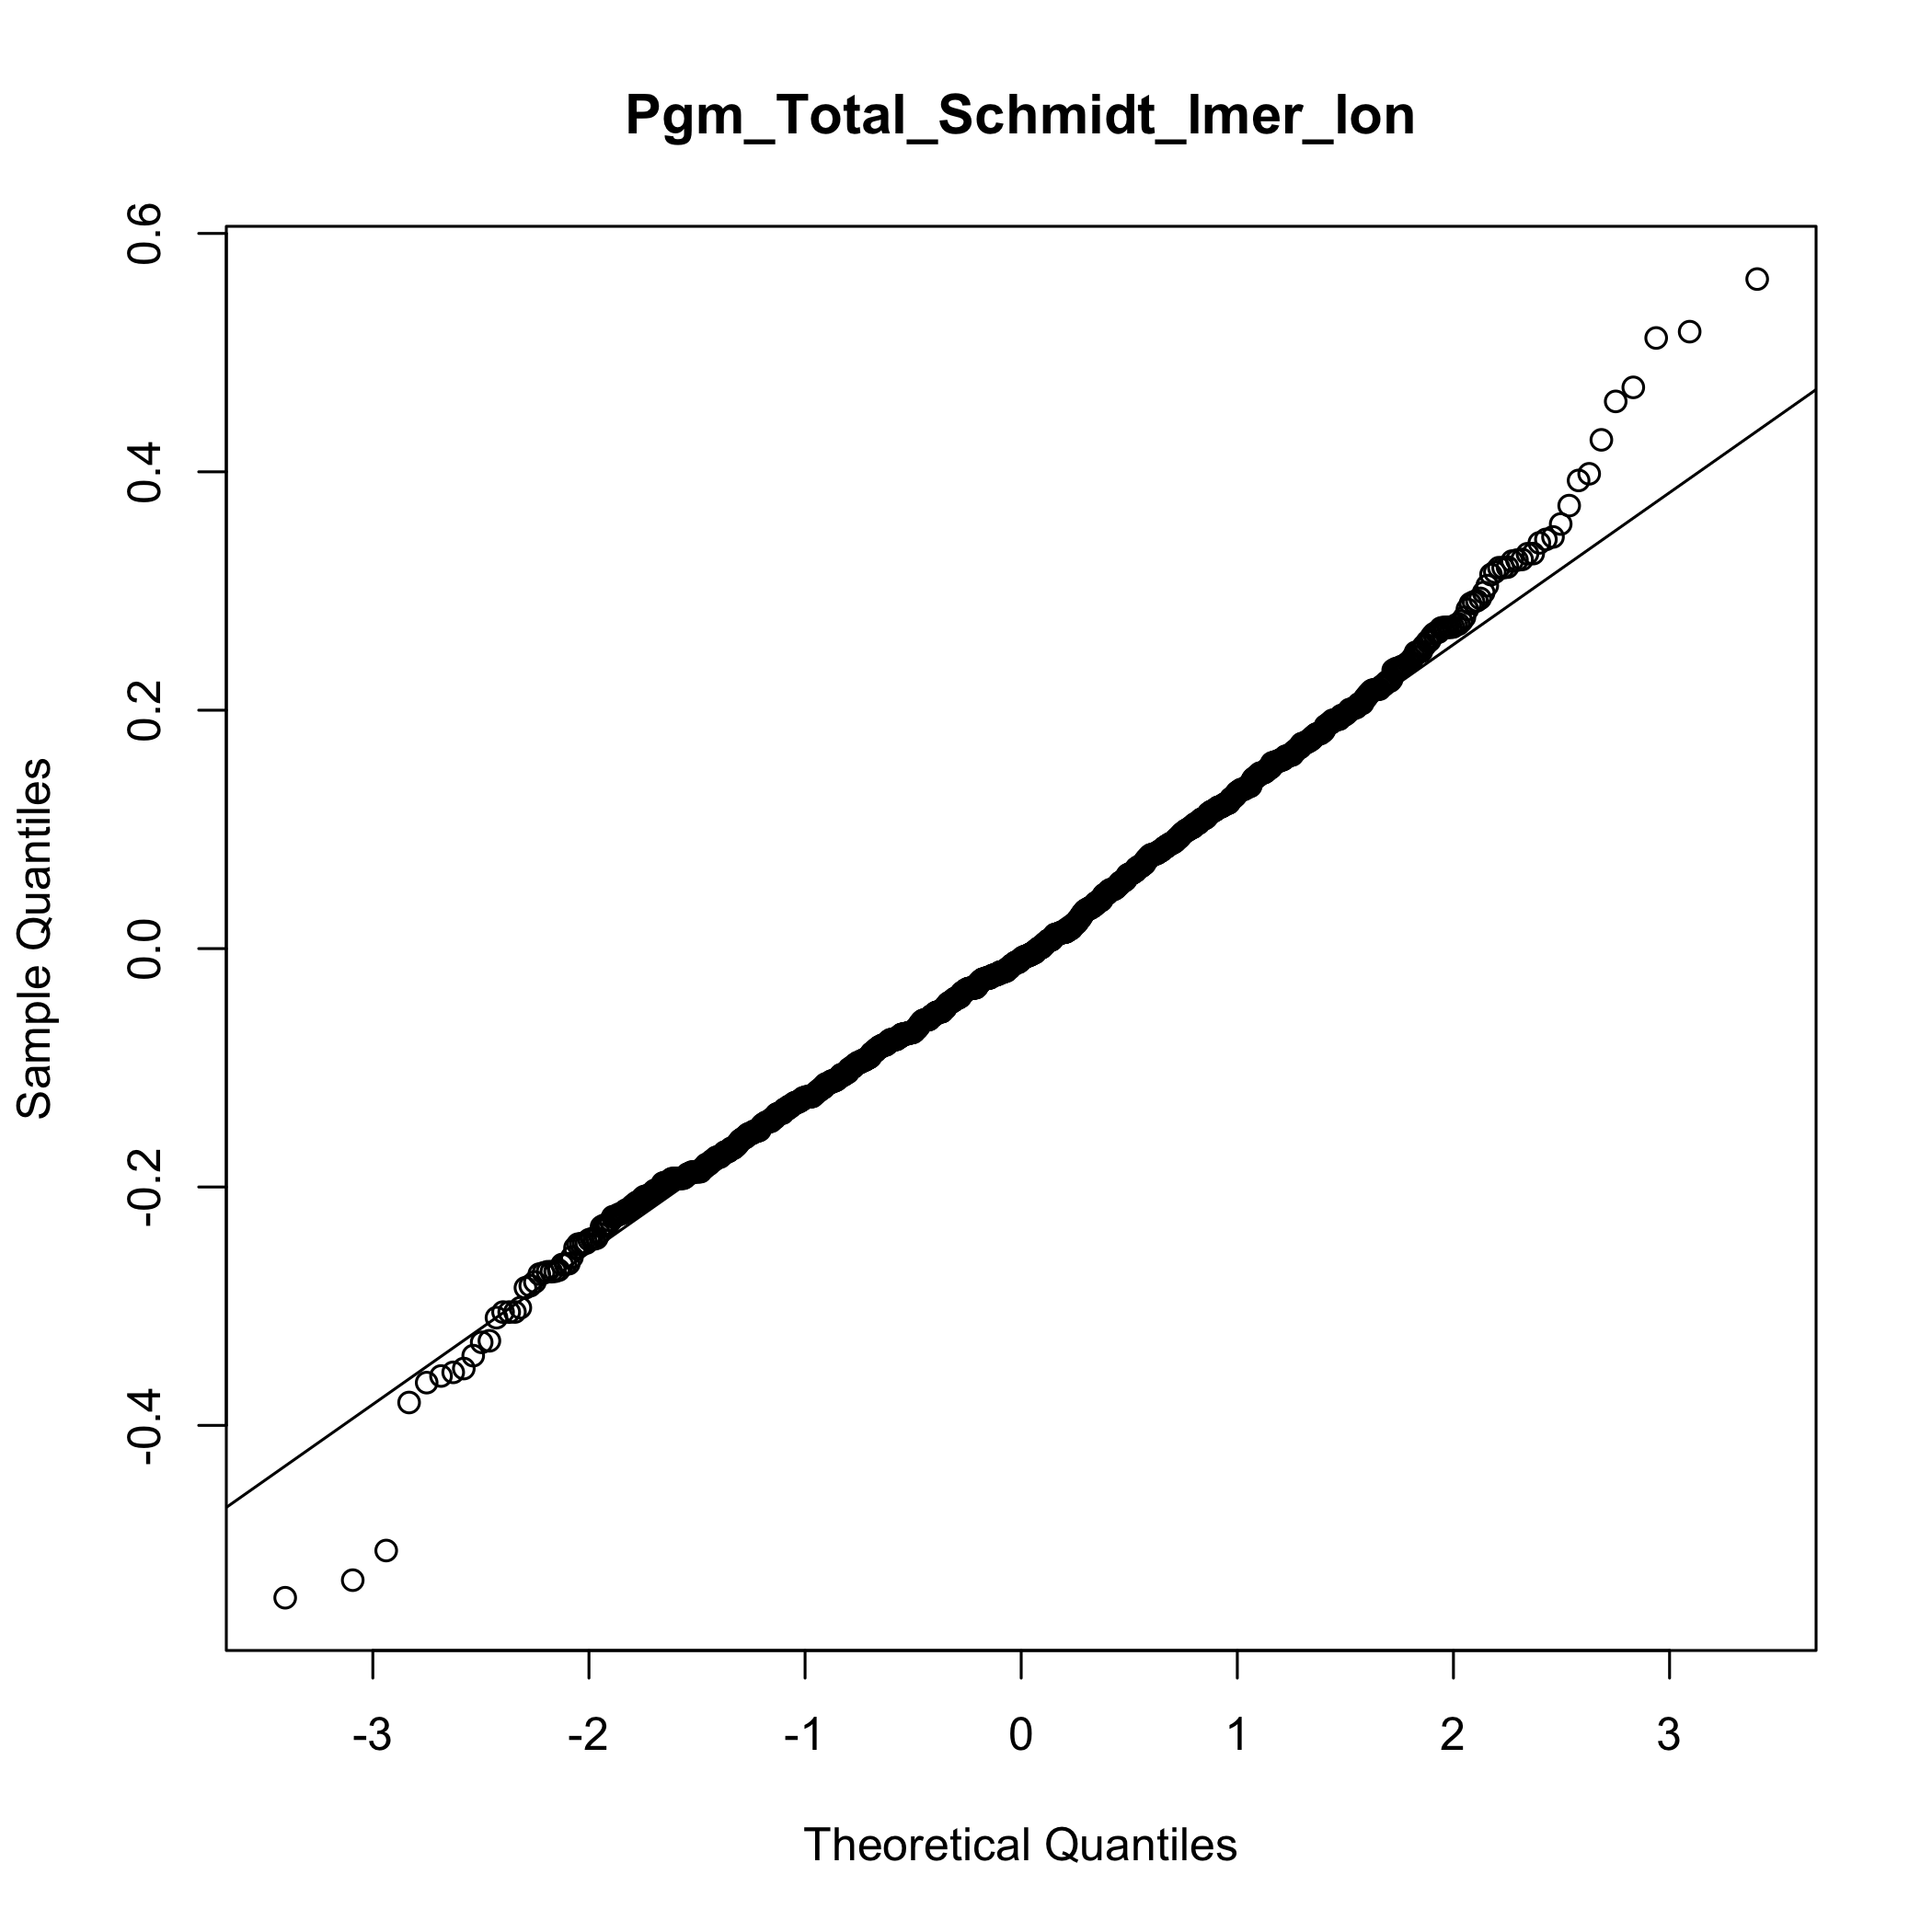 Pgm_Total_Schmidt_lmer_lon
Sample Quantiles
0.6
0.4
0.2
0.0
-0.2
-0.4
-3 -2 -1 0 1 2 3
Theoretical Quantiles